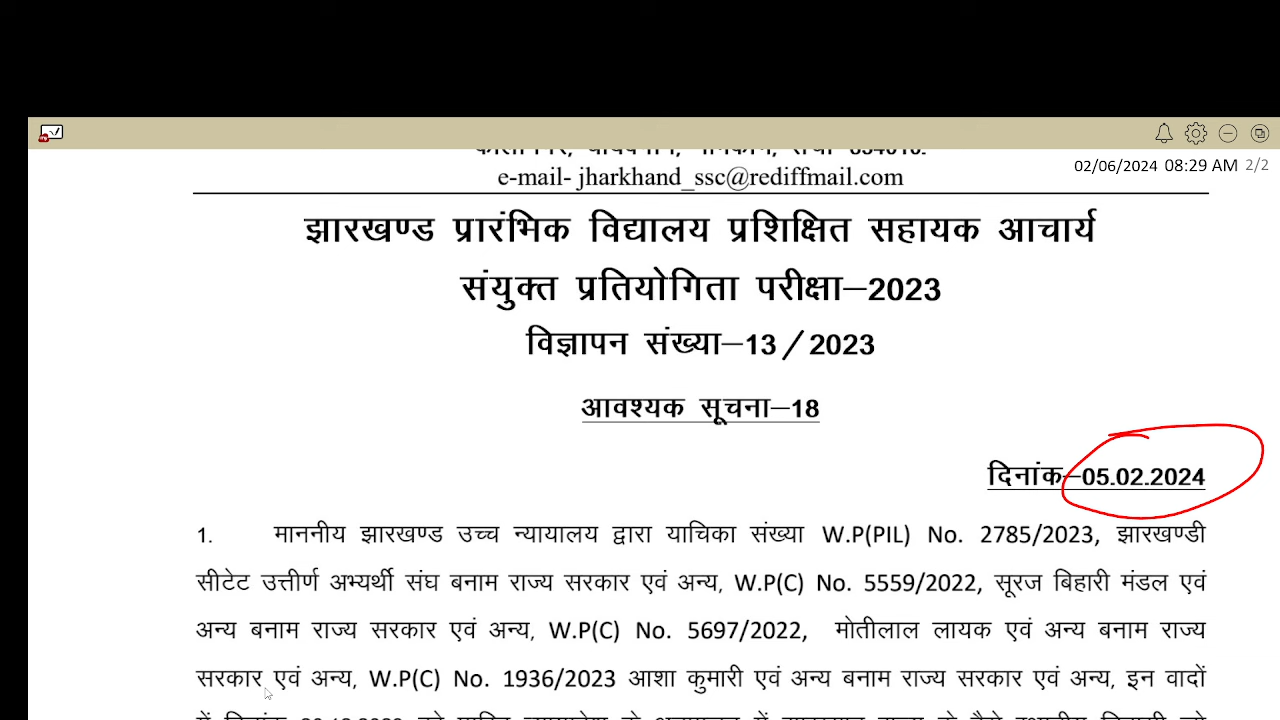 02/06/2024 08:29 AM 2/2
e-mail- jharkhand_ssc@rediffmail.com
झारखण्ड प्रारंभिक विद्यालय प्रशिक्षित सहायक आचार्य
संयुक्त प्रतियोगिता परीक्षा–2023
विज्ञापन संख्या–13/2023
आवश्यक सूचना–18
दिनांक–05.02.2024
1. माननीय झारखण्ड उच्च न्यायालय द्वारा याचिका संख्या W.P(PIL) No. 2785/2023, झारखण्डी
सीटेट उत्तीर्ण अभ्यर्थी संघ बनाम राज्य सरकार एवं अन्य, W.P(C) No. 5559/2022, सूरज बिहारी मंडल एवं
अन्य बनाम राज्य सरकार एवं अन्य, W.P(C) No. 5697/2022, मोतीलाल लायक एवं अन्य बनाम राज्य
सरकार एवं अन्य, W.P(C) No. 1936/2023 आशा कुमारी एवं अन्य बनाम राज्य सरकार एवं अन्य, इन वादों